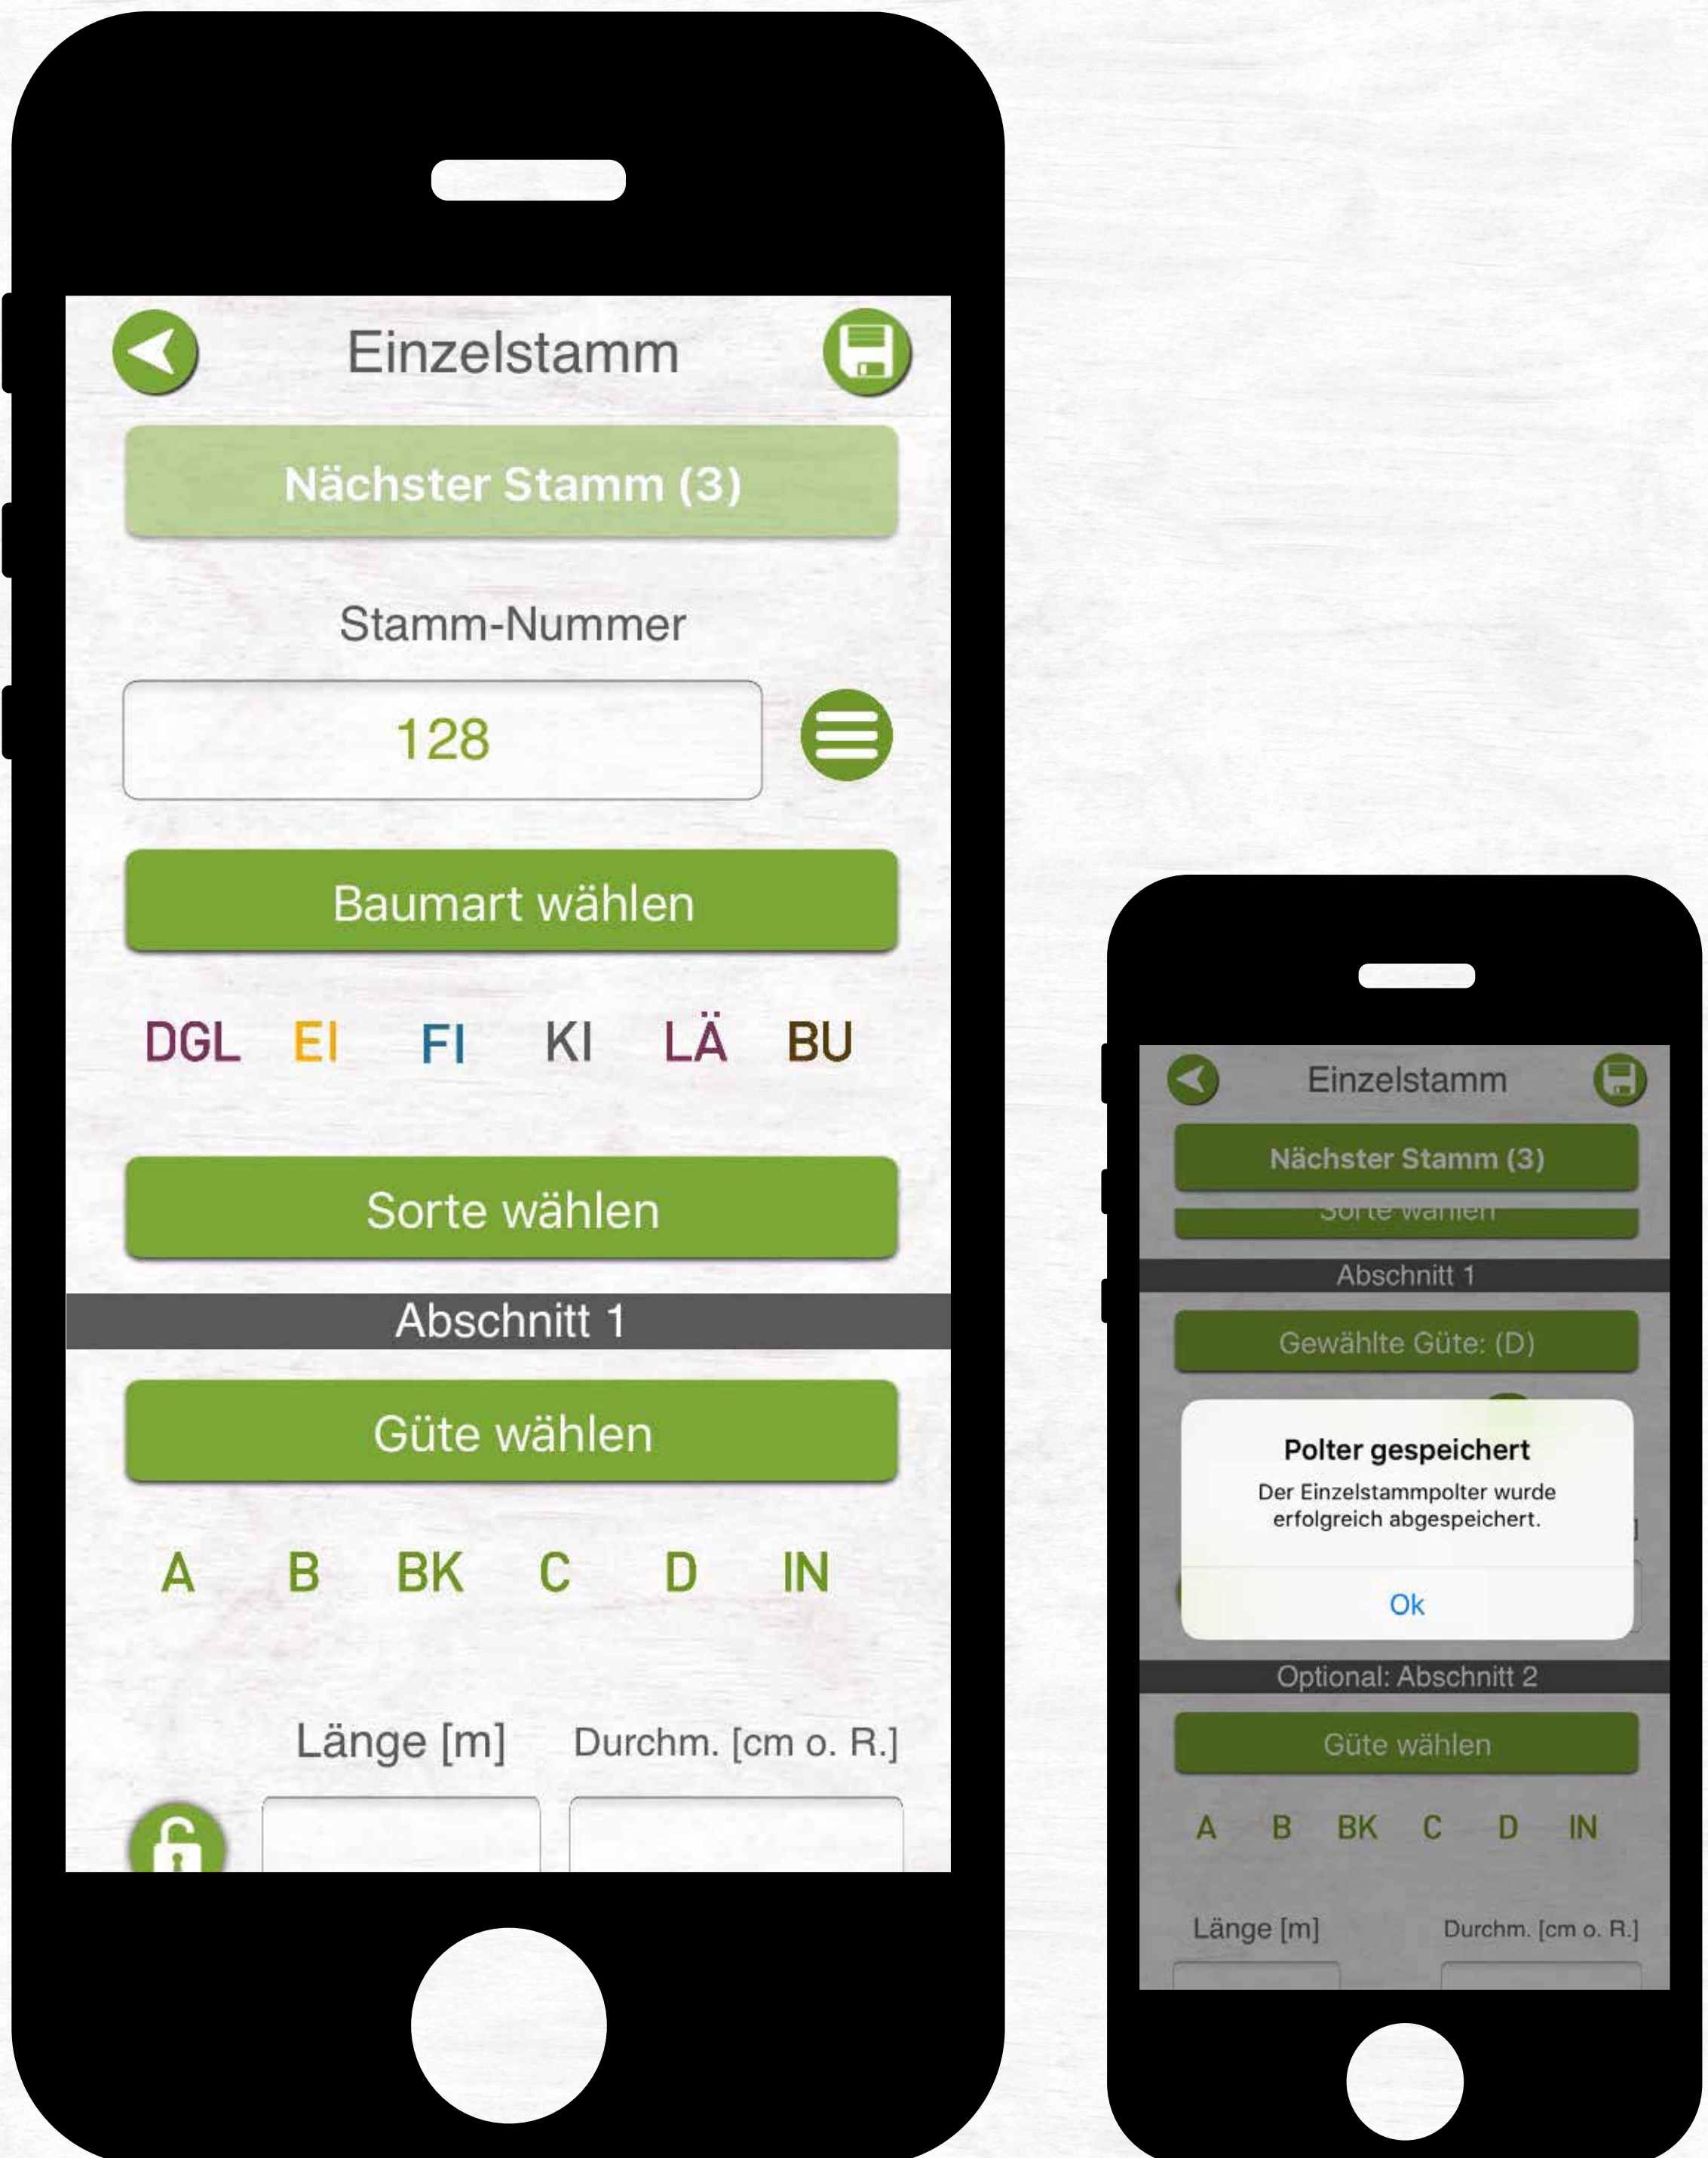 Einzelstamm
Nächster Stamm (3)
Stamm-Nummer
128
Baumart wählen
DGL EI FI KI LÄ BU
Sorte wählen
Abschnitt 1
Güte wählen
A B BK C D IN
Länge [m] Durchm. [cm o. R.]
Einzelstamm
Nächster Stamm (3)
Sorte wählen
Abschnitt 1
Gewählte Güte: (D)
Polter gespeichert
Der Einzelstammpolter wurde
erfolgreich abgespeichert.
Ok
Optional: Abschnitt 2
Güte wählen
A B BK C D IN
Länge [m] Durchm. [cm o. R.]